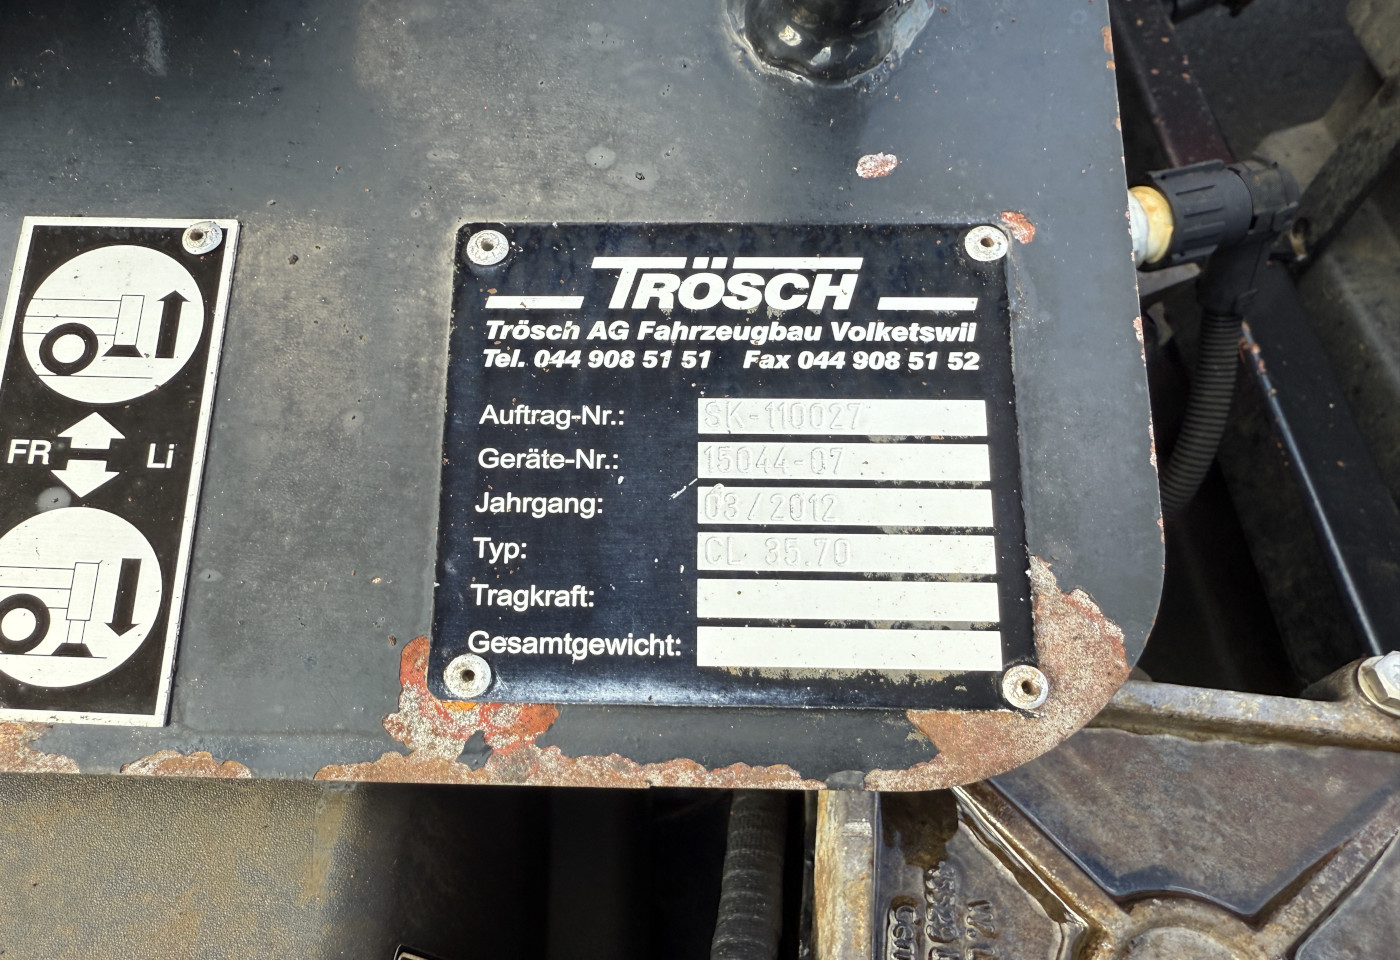 FR Li
TRÖSCH
Trösch AG Fahrzeugbau Volketswil
Tel. 044 908 51 51 Fax 044 908 51 52
Auftrag-Nr.: SK-110027
Geräte-Nr.: 15044-07
Jahrgang: 03/2012
Typ: CL 35.70
Tragkraft:
Gesamtgewicht: